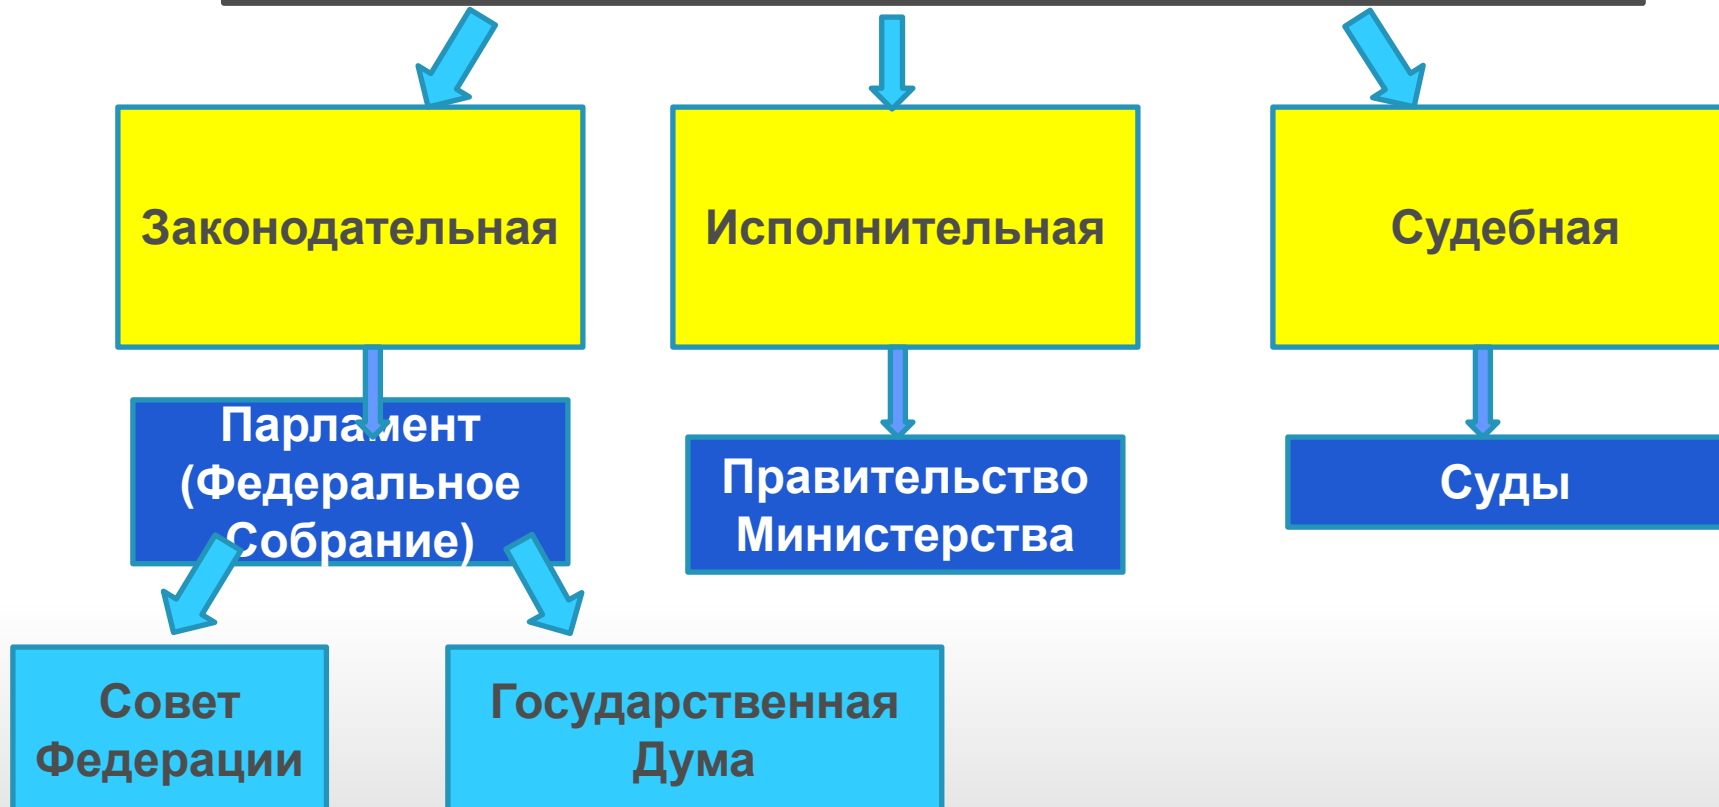 Законодательная
Исполнительная
Судебная
Парламент
(Федеральное
Собрание)
Правительство
Министерства
Суды
Совет
Федерации
Государственная
Дума